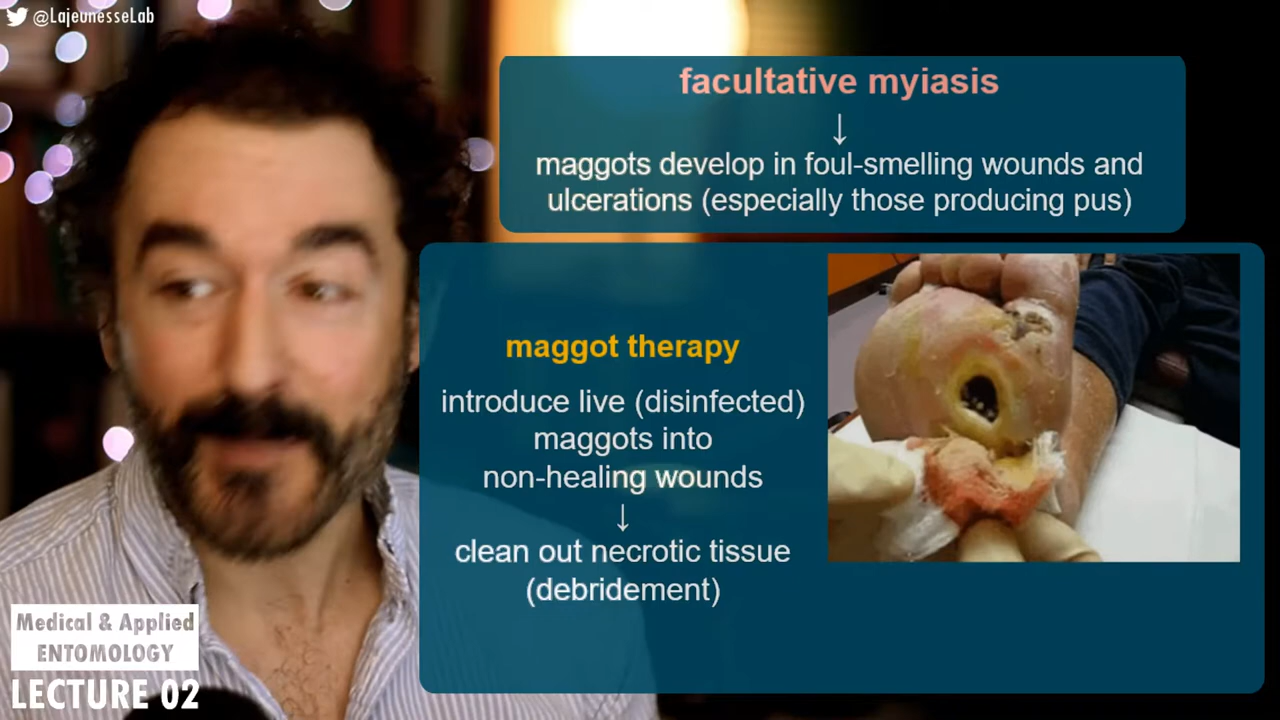 @LajeunesseLab
facultative myiasis
↓
maggots develop in foul-smelling wounds and
ulcerations (especially those producing pus)
maggot therapy
introduce live (disinfected)
maggots into
non-healing wounds
↓
clean out necrotic tissue
(debridement)
Medical & Applied
ENTOMOLOGY
LECTURE 02